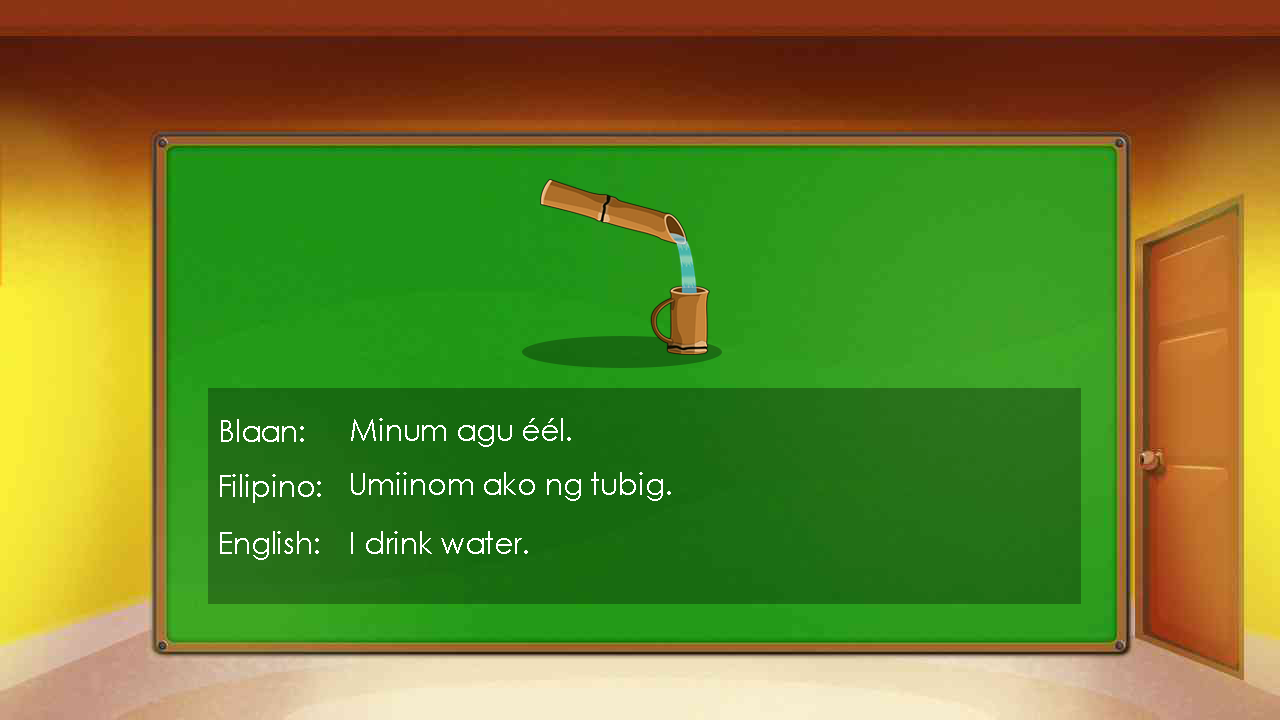 Blaan: Minum agu éél.
Filipino: Umiinom ako ng tubig.
English: I drink water.